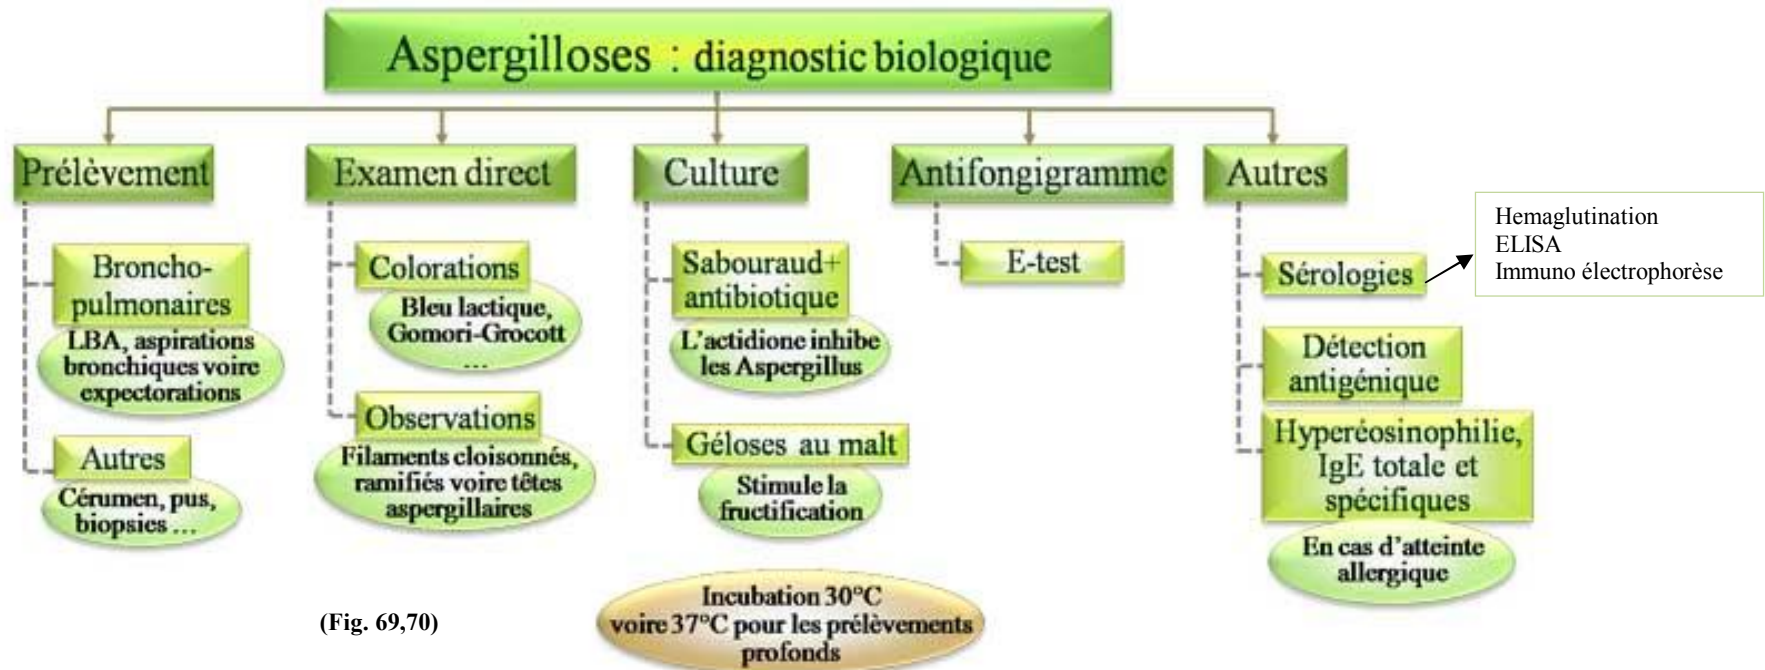 Aspergilloses : diagnostic biologique
Prélèvement
Broncho-
pulmonaires
LBA, aspirations
bronchiques voire
expectorations
Autres
Cérumen, pus,
biopsies ...
Examen direct
Colorations
Bleu lactique,
Gomori-Grocott
...
Observations
Filaments cloisonnés,
ramifiés voire têtes
aspergillaires
Culture
Sabouraud+
antibiotique
L'actidione inhibe
les Aspergillus
Géloses au malt
Stimule la
fructification
Incubation 30°C
voire 37°C pour les prélèvements
profonds
Antifongigramme
E-test
Autres
Sérologies
Hemaglutination
ELISA
Immuno électrophorèse
Détection
antigénique
Hyperéosinophilie,
IgE totale et
spécifiques
En cas d'atteinte
allergique
(Fig. 69,70)